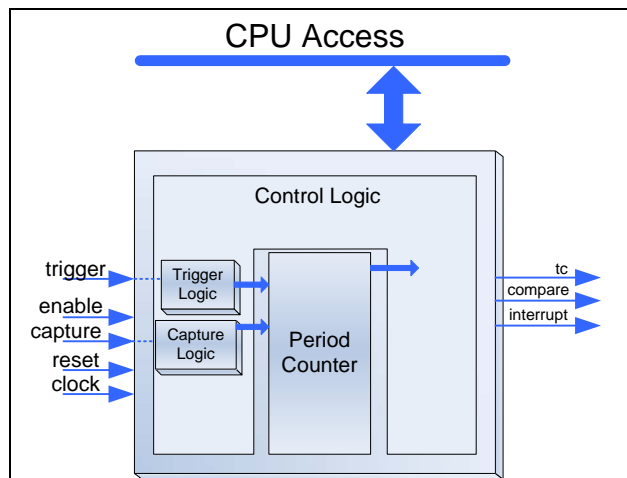 CPU Access
Control Logic
trigger
enable
capture
reset
clock
Trigger
Logic
Capture
Logic
Period
Counter
tc
compare
interrupt